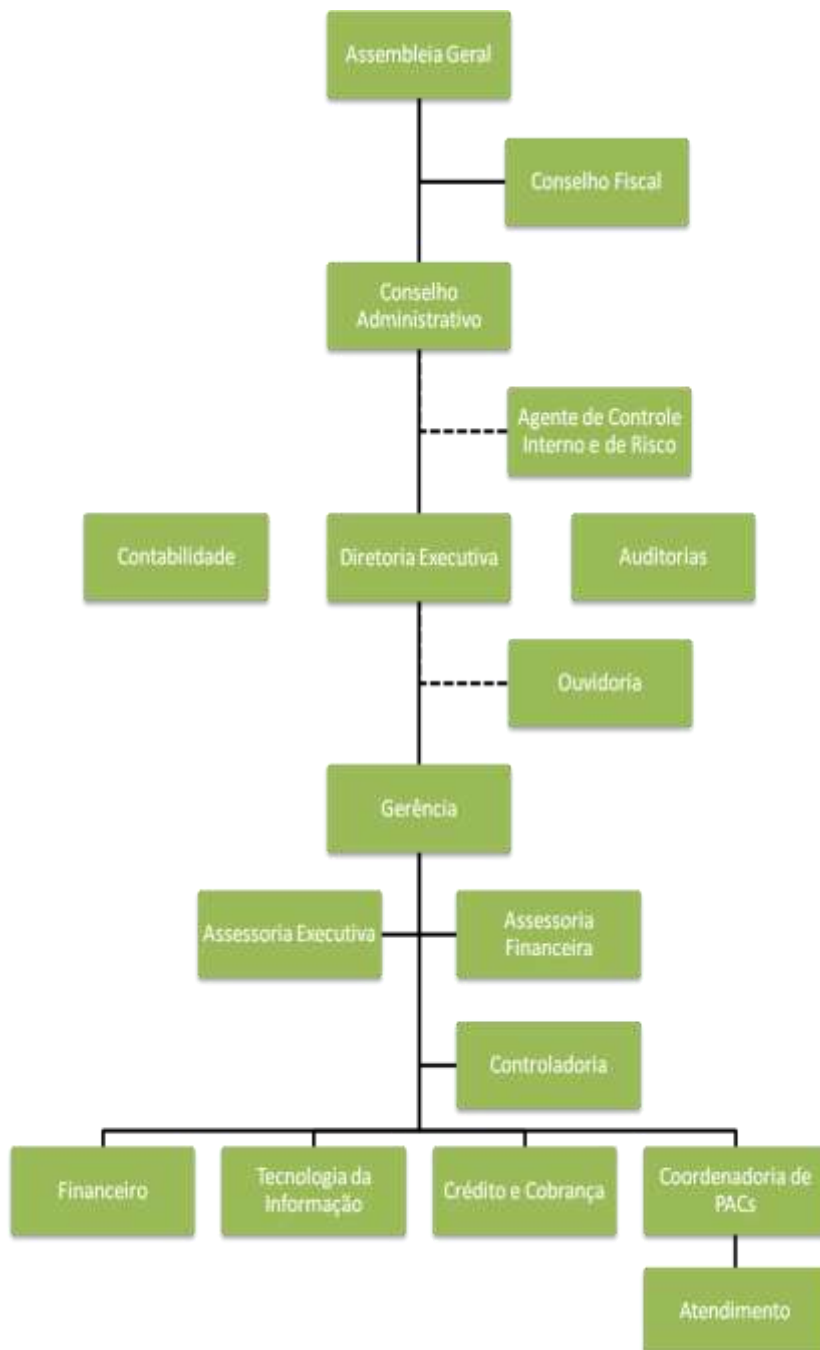 Assembleia Geral
Conselho Fiscal
Conselho
Administrativo
Agente de Controle
Interno e de Risco
Contabilidade
Diretoria Executiva
Auditorias
Ouvidoria
Gerência
Assessoria Executiva
Assessoria
Financeira
Controladoria
Financeiro
Tecnologia da
Informação
Crédito e Cobrança
Coordenadoria de
PACs
Atendimento